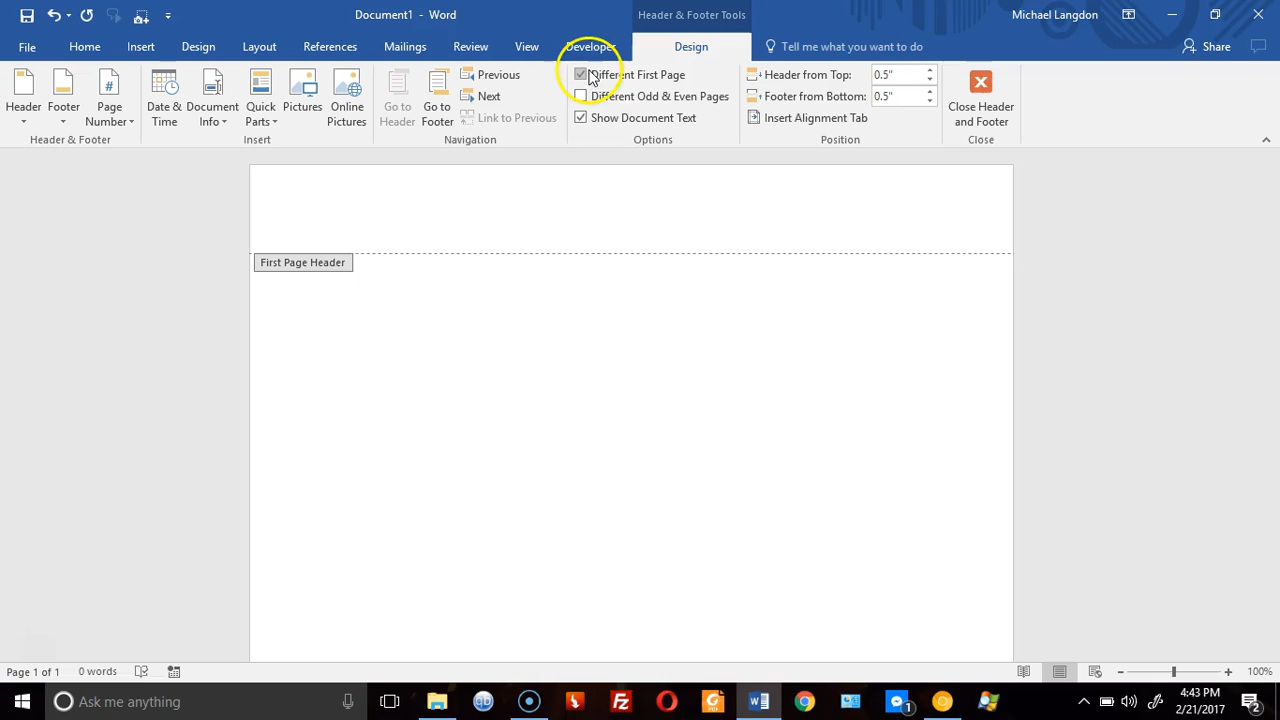 Document1 - Word
Header & Footer Tools
Michael Langdon
File Home Insert Design Layout References Mailings Review View Developer Design Tell me what you want to do Share
Header
Footer
Page Number
Header & Footer
Date & Time
Document Info
Quick Parts
Pictures
Online Pictures
Insert
Go to Header
Go to Footer
Previous
Next
Link to Previous
Navigation
Different First Page
Different Odd & Even Pages
Show Document Text
Options
Header from Top: 0.5"
Footer from Bottom: 0.5"
Insert Alignment Tab
Position
Close Header and Footer
Close
First Page Header
Page 1 of 1 0 words 100%
Ask me anything
qb
Fz
PDF
1
4:43 PM
2/21/2017
2